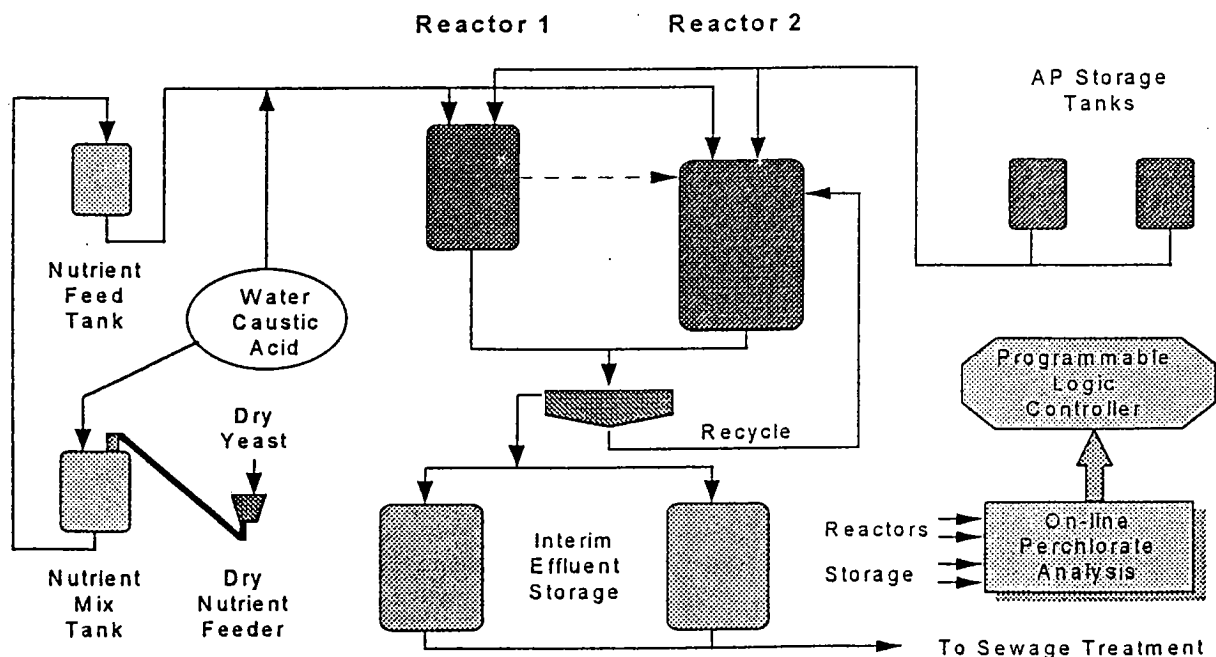 Reactor 1
Reactor 2
AP Storage
Tanks
Nutrient
Feed
Tank
Water
Caustic
Acid
Programmable
Logic
Controller
Dry
Yeast
Recycle
Interim
Effluent
Storage
Reactors
Storage
On-line
Perchlorate
Analysis
Nutrient
Mix
Tank
Dry
Nutrient
Feeder
To Sewage Treatment